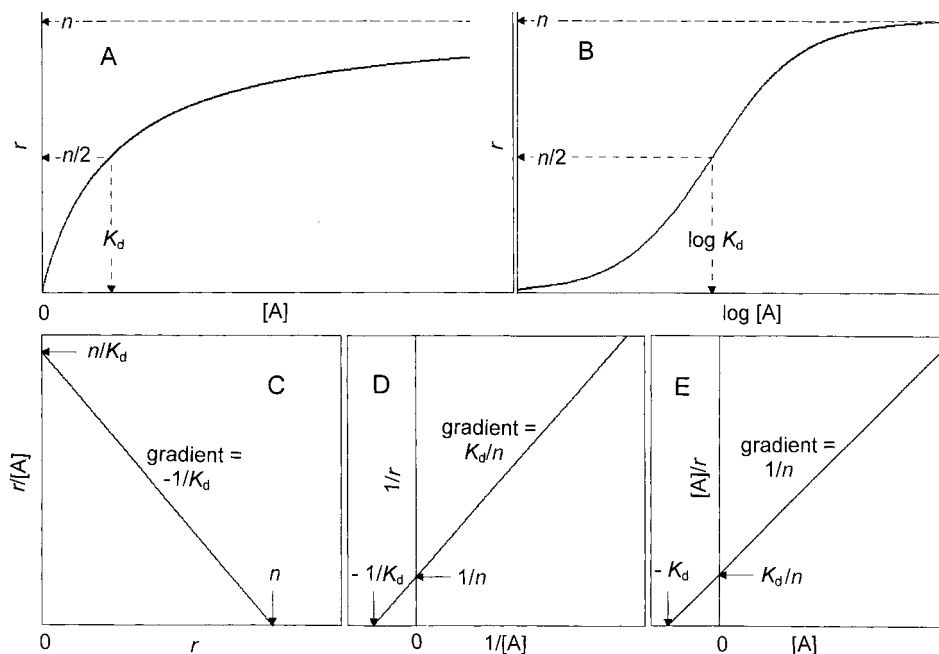 n
A
r
-n/2
K_d
0
[A]
n
B
r
n/2
log K_d
log [A]
n/K_d
C
gradient =
-1/K_d
r/[A]
n
0
r
D
gradient =
K_d/n
1/r
- 1/K_d
1/n
0
1/[A]
E
gradient =
1/n
[A]/r
- K_d
K_d/n
0
[A]